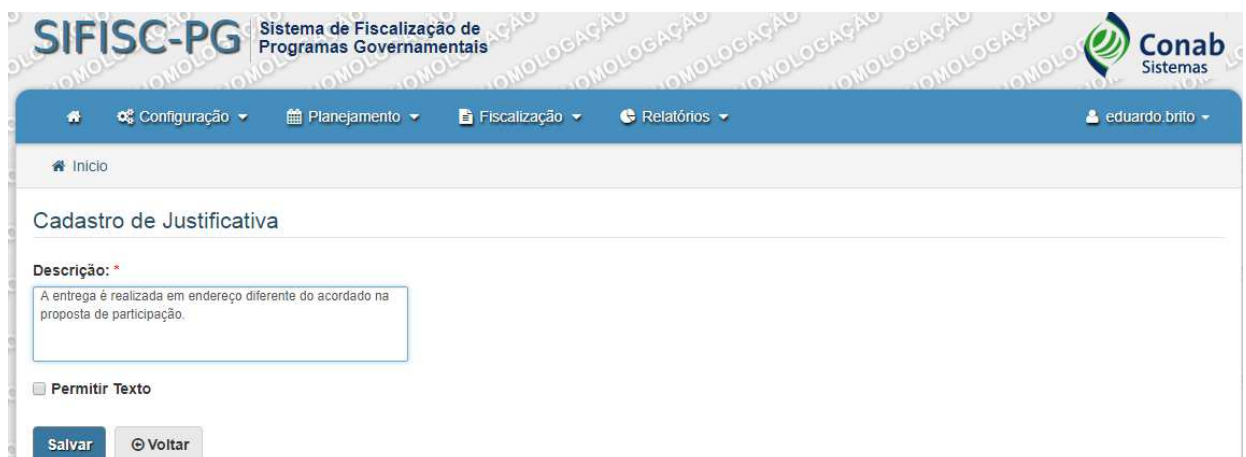 SIFISC-PG
Sistema de Fiscalização de
Programas Governamentais
HOMOLOGAÇÃO
Conab
Sistemas
Configuração
Planejamento
Fiscalização
Relatórios
eduardo.brito
Inicio
Cadastro de Justificativa
Descrição: *
A entrega é realizada em endereço diferente do acordado na
proposta de participação.
Permitir Texto
Salvar
Voltar